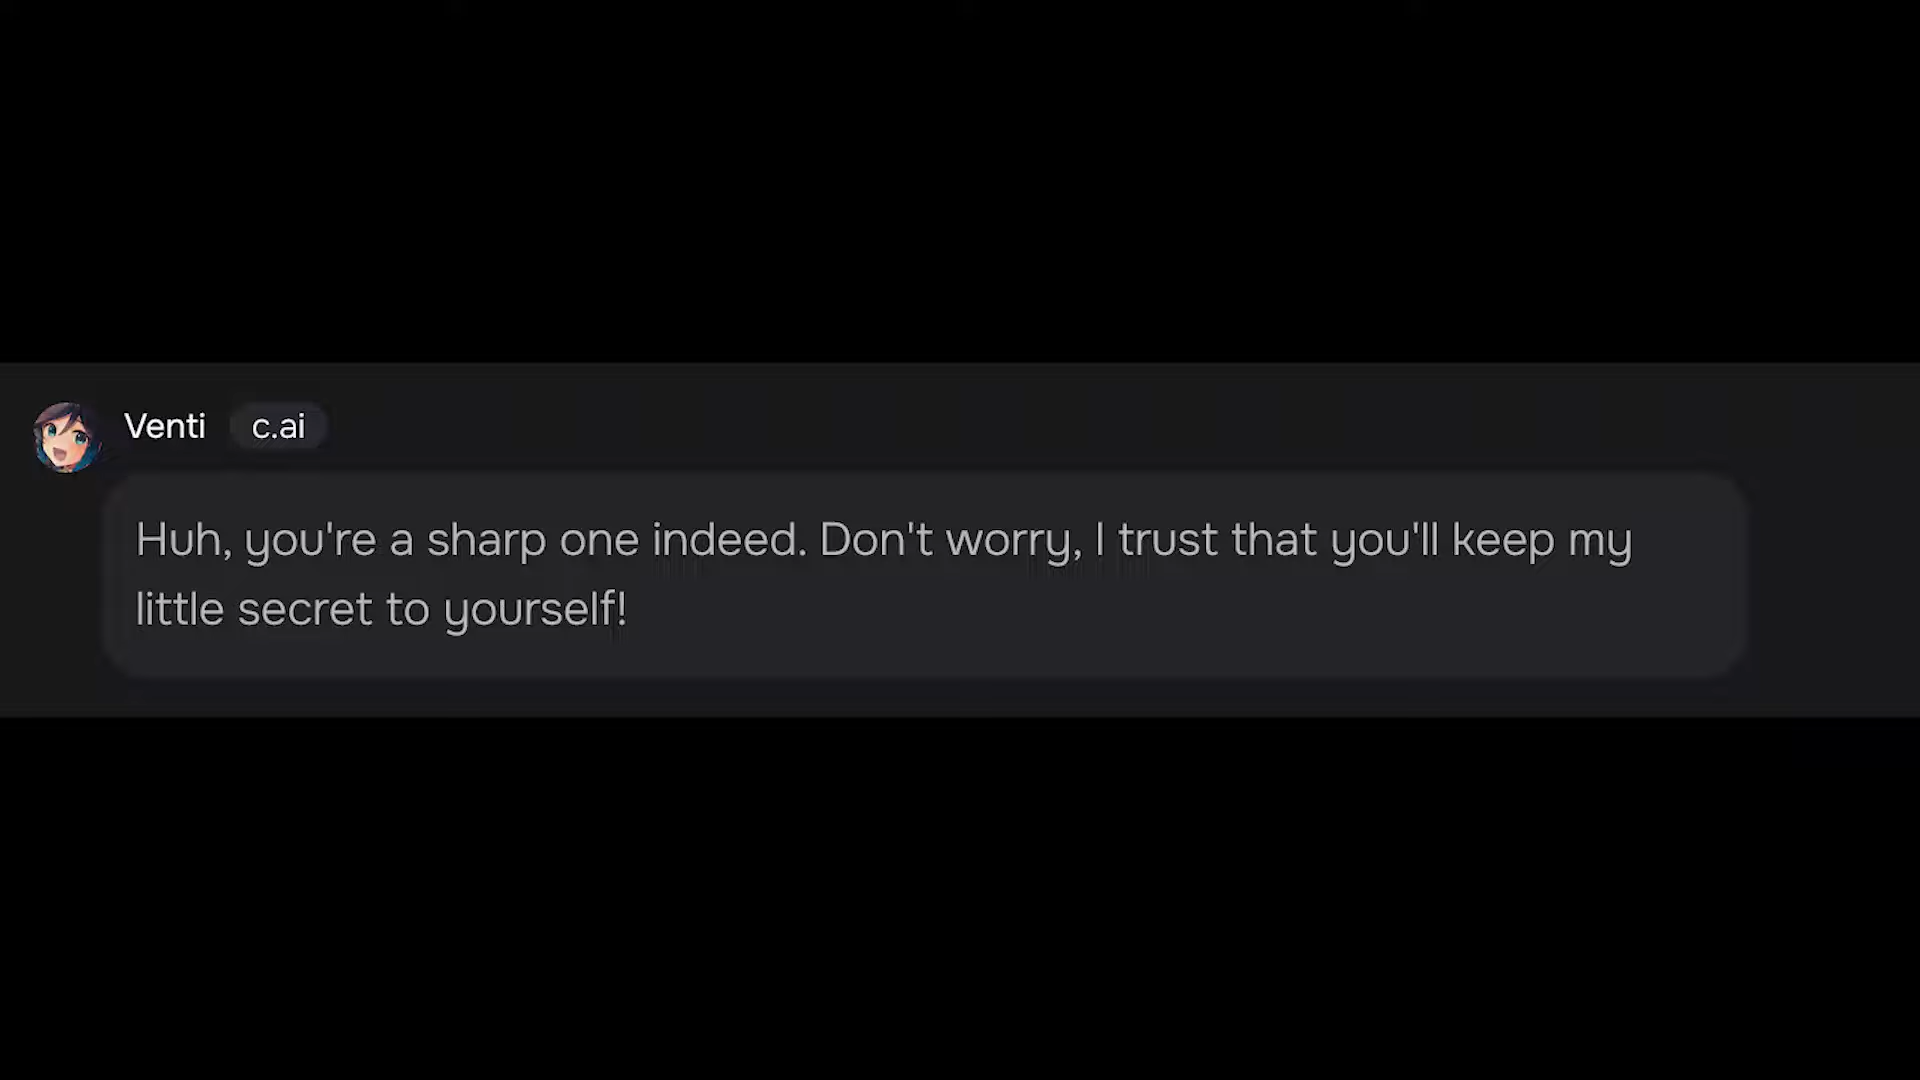 Venti c.ai
Huh, you're a sharp one indeed. Don't worry, I trust that you'll keep my
little secret to yourself!